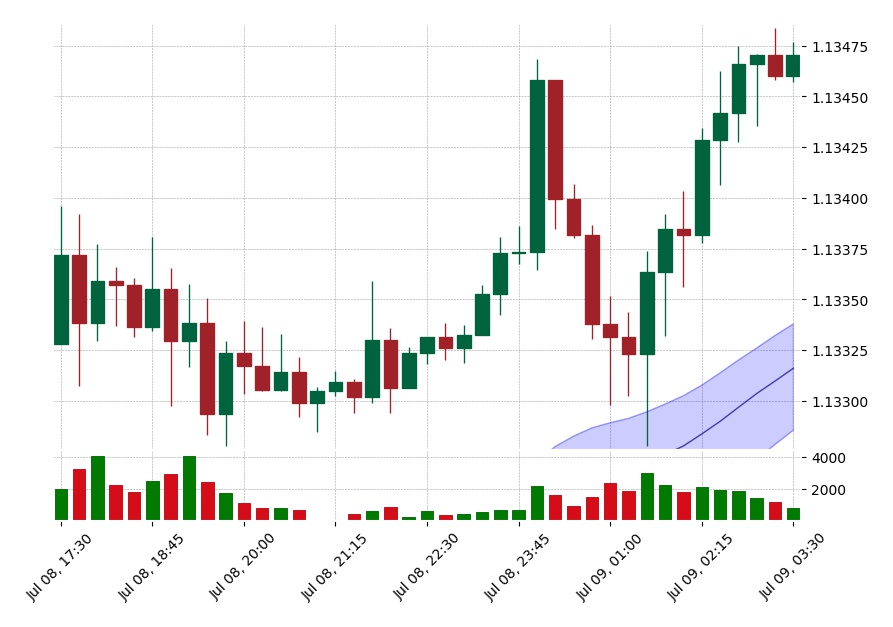 1.13475
1.13450
1.13425
1.13400
1.13375
1.13350
1.13325
1.13300
4000
2000
Jul 08, 17:30
Jul 08, 18:45
Jul 08, 20:00
Jul 08, 21:15
Jul 08, 22:30
Jul 08, 23:45
Jul 09, 01:00
Jul 09, 02:15
Jul 09, 03:30